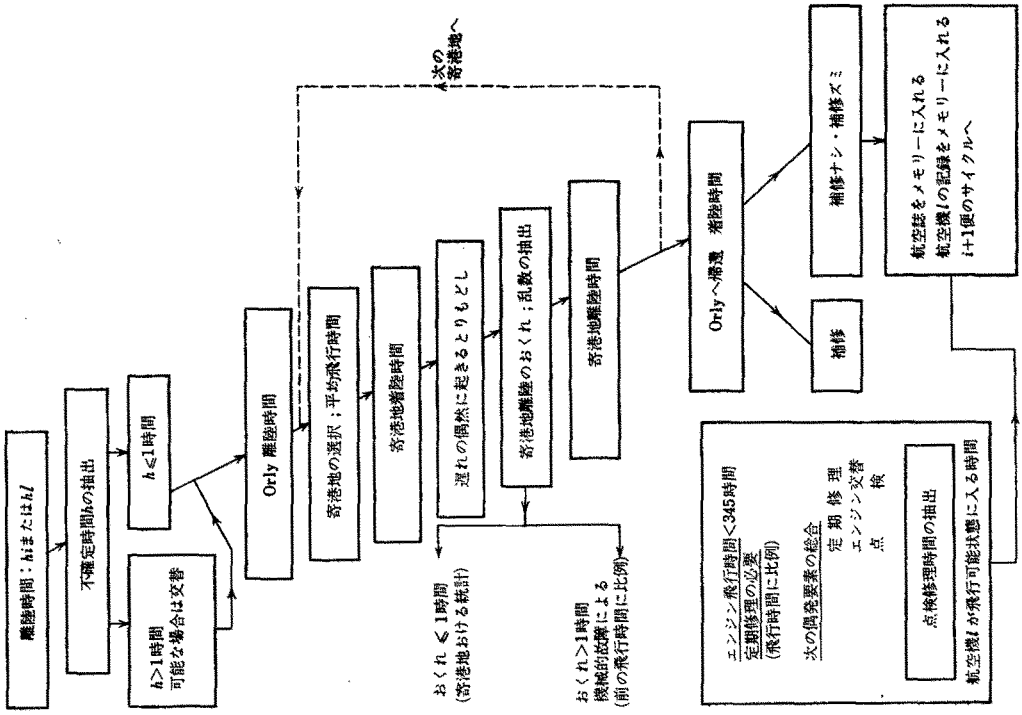 離陸時間：hiまたはhl
不確定時間hの抽出
h>1時間
可能な場合は交替
h≤1時間
Orly 離陸時間
寄港地の選択；平均飛行時間
寄港地着陸時間
遅れの偶然に起きるとりもどし
寄港地離陸のおくれ；乱数の抽出
おくれ ≤ 1時間
(寄港地おける統計)
おくれ>1時間
機械的故障による
(前の飛行時間に比例)
寄港地離陸時間
次の
寄港地へ
Orlyへ帰還 着陸時間
補修
補修ナシ・補修ズミ
航空誌をメモリーに入れる
航空機lの記録をメモリーに入れる
i+1便のサイクルへ
エンジン飛行時間<345時間
定期修理の必要
(飛行時間に比例)
次の偶発要素の総合
定期修理
エンジン交替
点検
点検修理時間の抽出
航空機lが飛行可能状態に入る時間